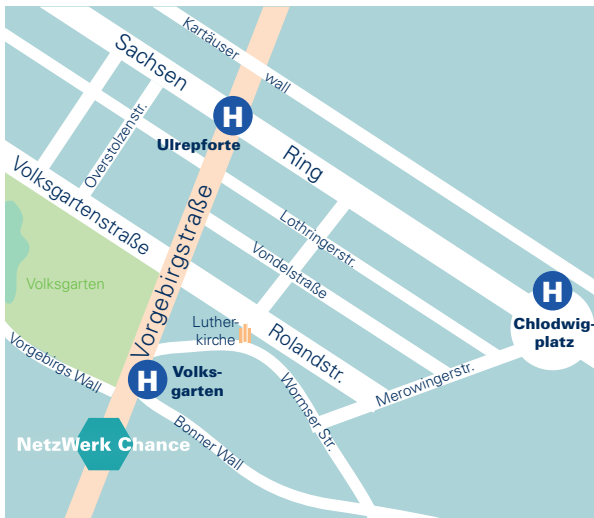 Kartäuser
wall
Sachsen
Ring
H
Ulrepforte
Overstolzenstr.
Volksgartenstraße
Vorgebirgstraße
Lothringerstr.
Vondelstraße
Volksgarten
H
Chlodwig-
platz
Luther-
kirche
Rolandstr.
Merowingerstr.
Vorgebirgs Wall
H
Volks-
garten
Wormser Str.
Bonner Wall
NetzWerk Chance